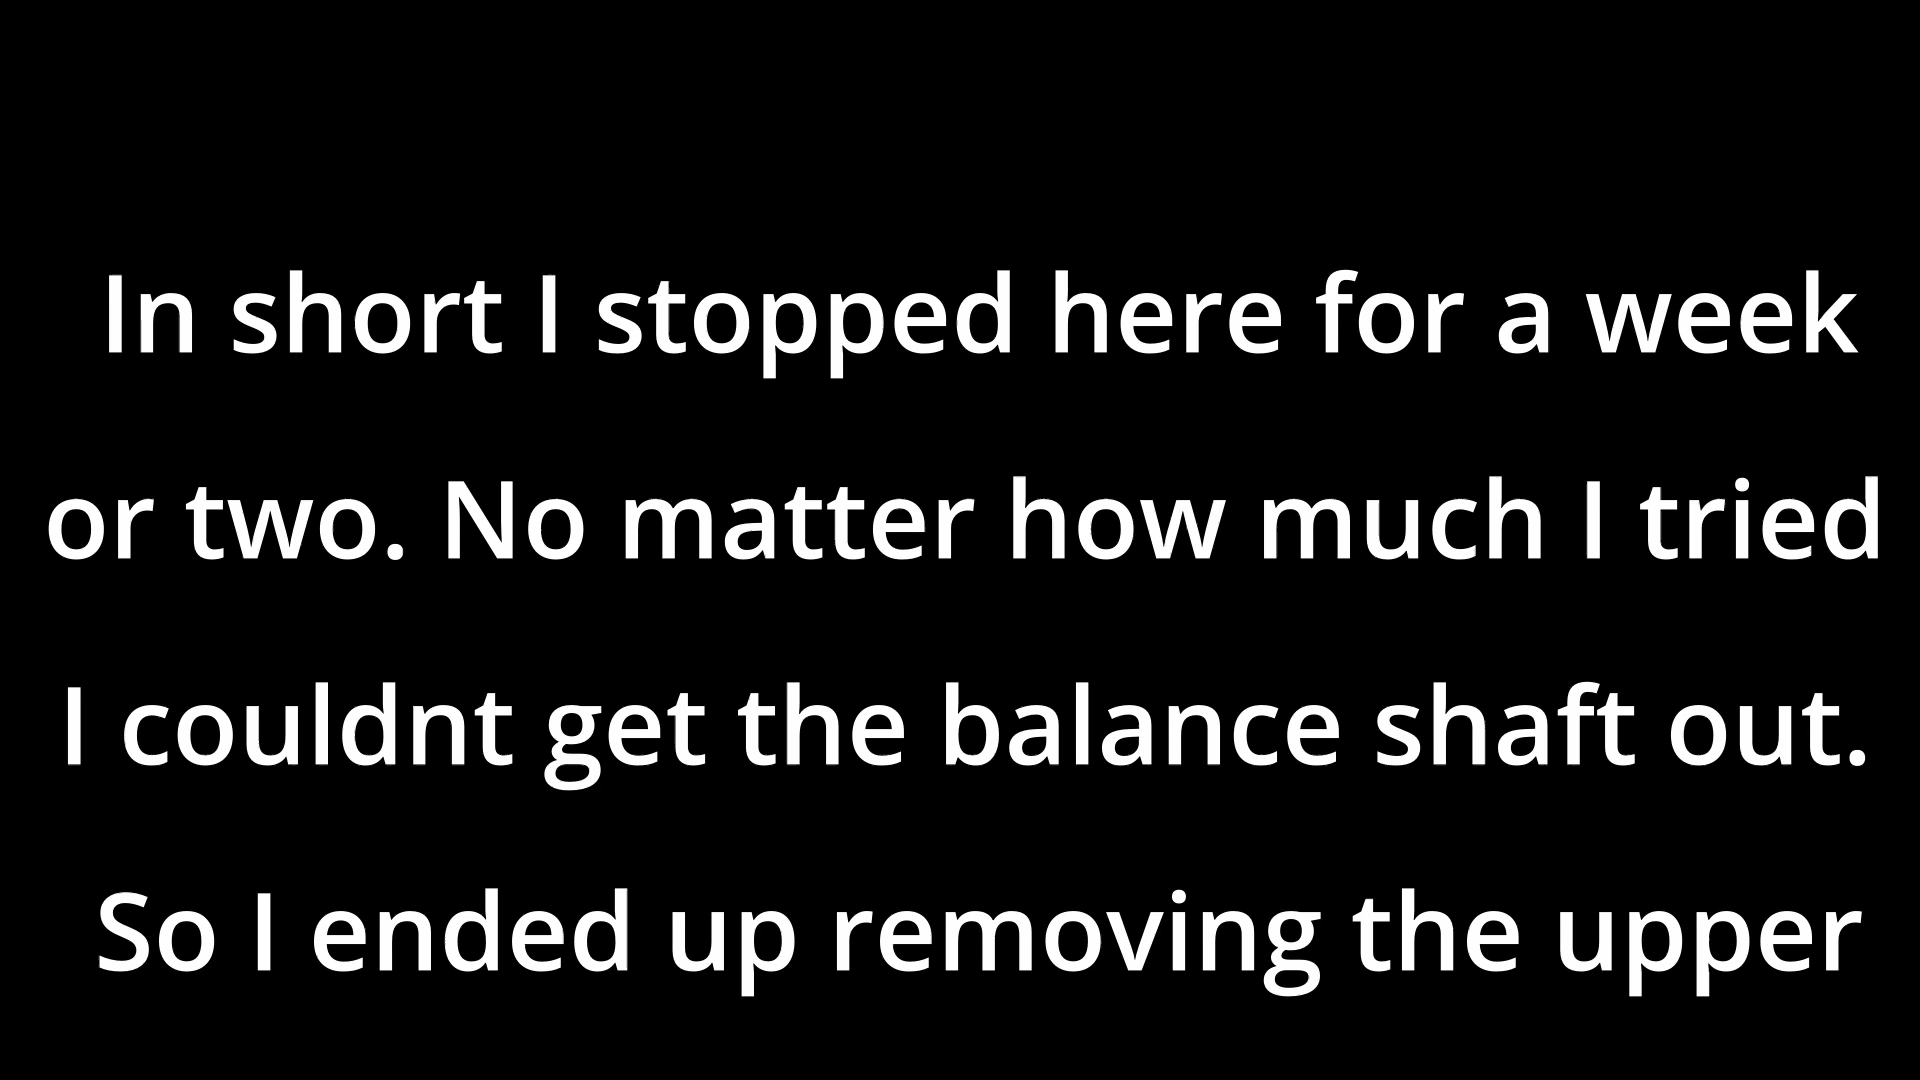 In short I stopped here for a week
or two. No matter how much I tried
I couldnt get the balance shaft out.
So I ended up removing the upper